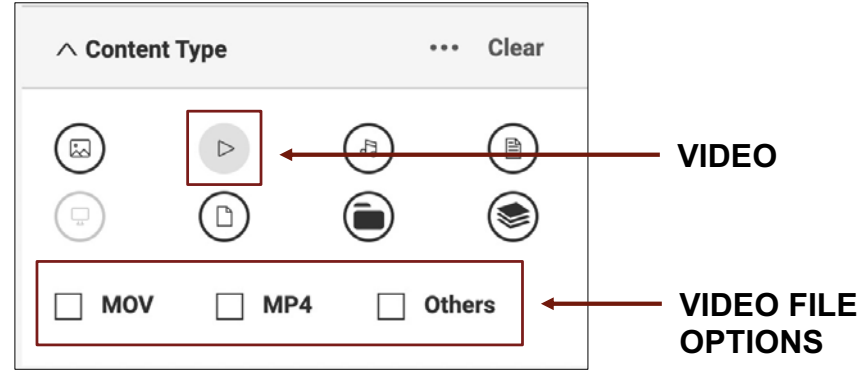 Content Type ••• Clear
VIDEO
MOV MP4 Others
VIDEO FILE
OPTIONS